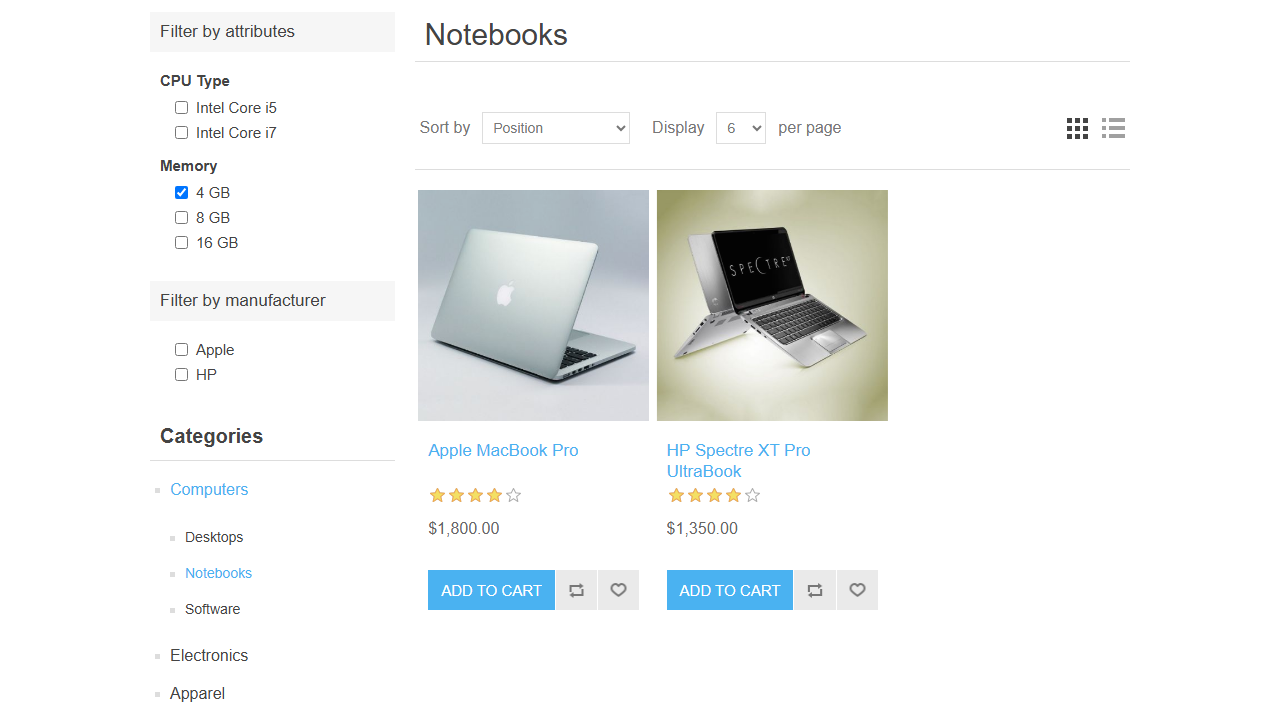 Filter by attributes
CPU Type
Intel Core i5
Intel Core i7
Memory
4 GB
8 GB
16 GB
Filter by manufacturer
Apple
HP
Categories
Computers
Desktops
Notebooks
Software
Electronics
Apparel
Notebooks
Sort by Position Display 6 per page
SPECTRE XT
Apple MacBook Pro
$1,800.00
ADD TO CART
HP Spectre XT Pro
UltraBook
$1,350.00
ADD TO CART